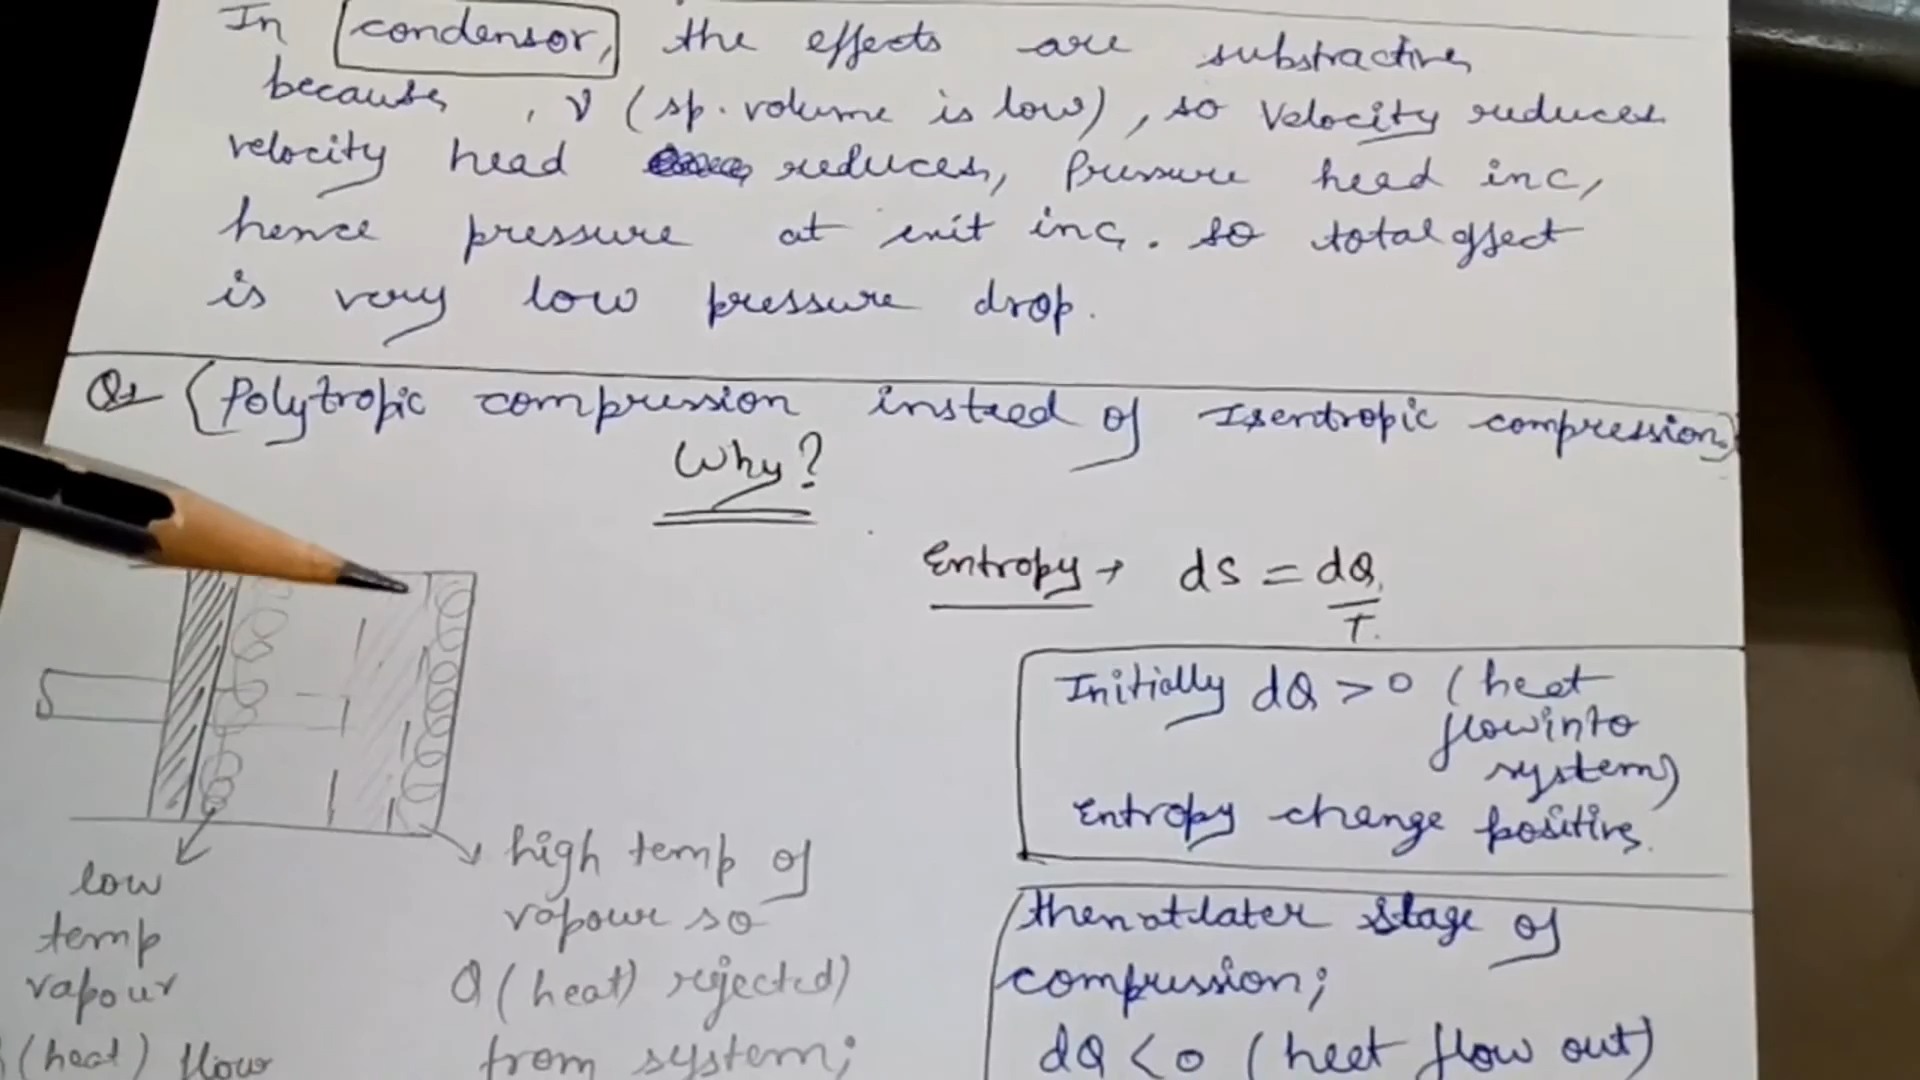 In condensor, the effects are substractive
because, v (sp. volume is low), so velocity reduces
velocity head reduces, Pressure head inc,
hence pressure at exit inc. so total effect
is very low pressure drop.
Q1 (Polytropic compression instead of Isentropic compression)
Why?
Entropy → dS = dQ/T.
Initially dQ > 0 (heat
flow into
system)
Entropy change positive.
then at later stage of
compression;
dQ < 0 (heet flow out)
low
temp
vapour
(heat) flow
high temp of
vapour so
Q (heat) rejected)
from system;